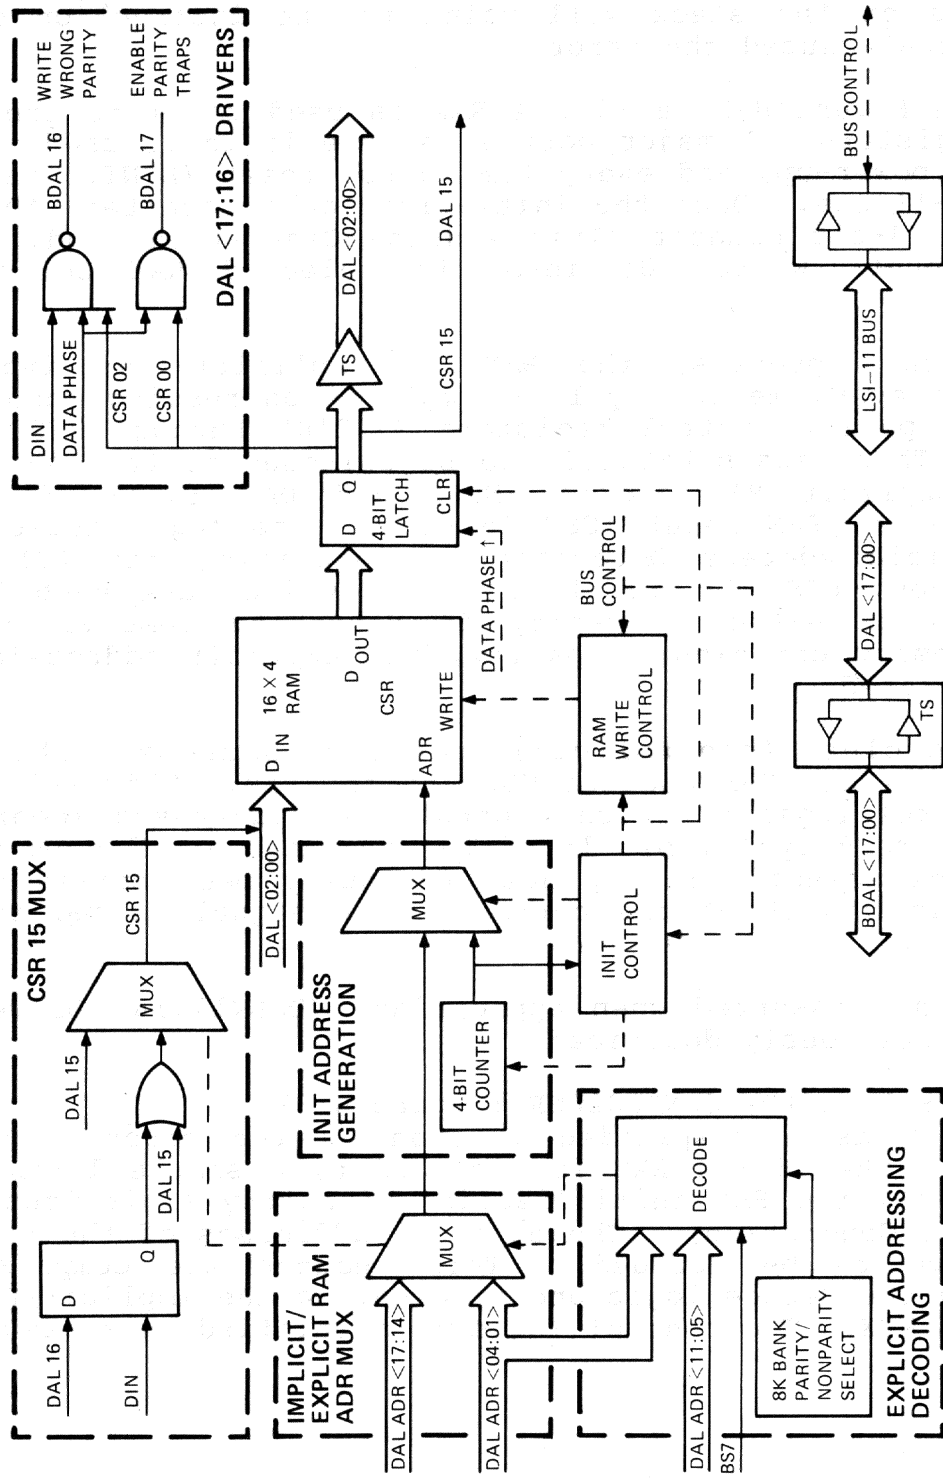 CSR 15 MUX
DAL 16
DIN
D
Q
DAL 15
DAL 15
MUX
CSR 15
IMPLICIT/
EXPLICIT RAM
ADR MUX
DAL ADR <17:14>
DAL ADR <04:01>
MUX
INIT ADDRESS
GENERATION
4-BIT
COUNTER
MUX
DAL <02:00>
D IN
16 X 4
RAM
D OUT
CSR
ADR
WRITE
D
Q
4-BIT
LATCH
CLR
DATA PHASE ↑
TS
DAL <02:00>
CSR 15
DAL 15
DIN
DATA PHASE
CSR 02
CSR 00
BDAL 16
BDAL 17
WRITE
WRONG
PARITY
ENABLE
PARITY
TRAPS
DAL <17:16> DRIVERS
INIT
CONTROL
RAM
WRITE
CONTROL
BUS
CONTROL
DAL ADR <11:05>
BS7
DECODE
8K BANK
PARITY/
NONPARITY
SELECT
EXPLICIT ADDRESSING
DECODING
BDAL <17:00>
TS
DAL <17:00>
LSI-11 BUS
BUS CONTROL